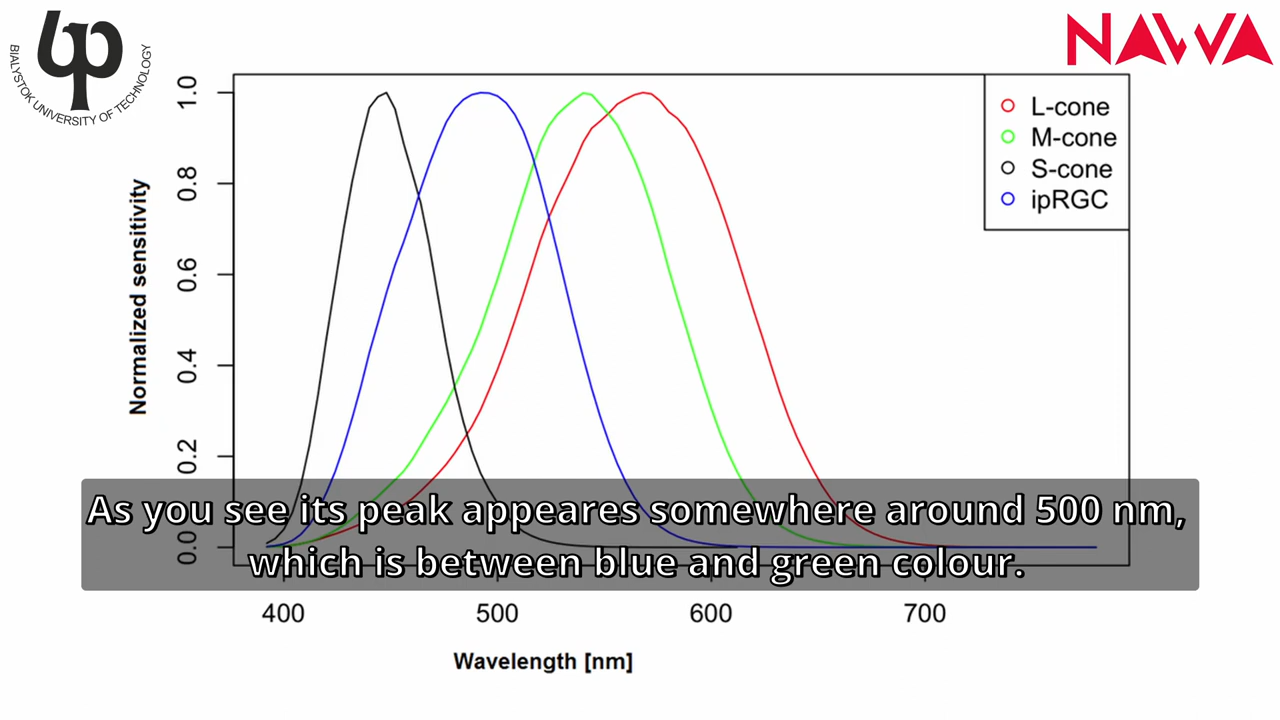 BIALYSTOK UNIVERSITY OF TECHNOLOGY
NAWA
L-cone
M-cone
S-cone
ipRGC
Normalized sensitivity
1.0
0.8
0.6
0.4
0.2
0.0
As you see its peak appeares somewhere around 500 nm,
which is between blue and green colour.
400 500 600 700
Wavelength [nm]